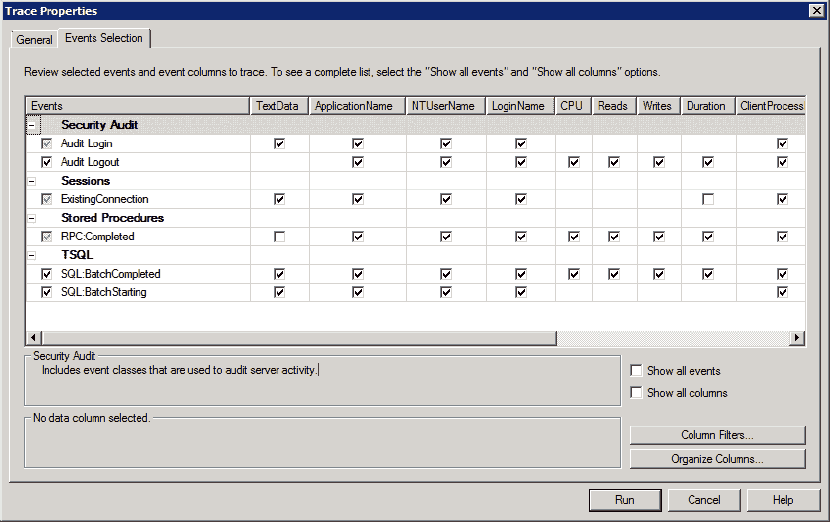 Trace Properties
General
Events Selection
Review selected events and event columns to trace. To see a complete list, select the "Show all events" and "Show all columns" options.
Events TextData ApplicationName NTUserName LoginName CPU Reads Writes Duration ClientProcessI
Security Audit
Audit Login
Audit Logout
Sessions
ExistingConnection
Stored Procedures
RPC:Completed
TSQL
SQL:BatchCompleted
SQL:BatchStarting
Security Audit
Includes event classes that are used to audit server activity.
Show all events
Show all columns
No data column selected.
Column Filters...
Organize Columns...
Run
Cancel
Help